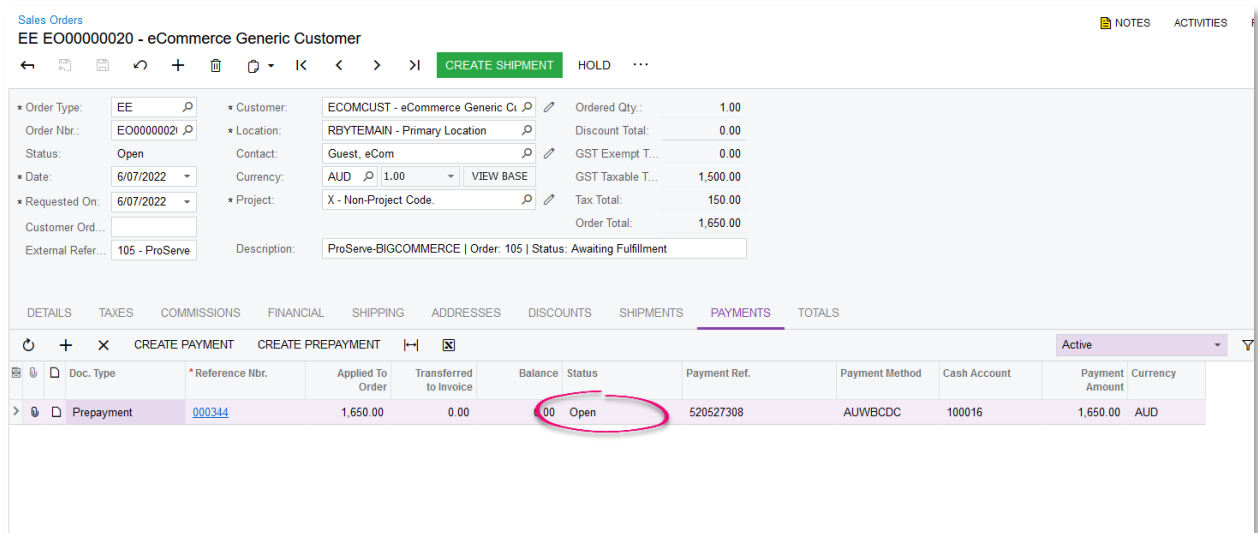 Sales Orders
NOTES ACTIVITIES
EE EO00000020 - eCommerce Generic Customer
CREATE SHIPMENT HOLD ...
* Order Type: EE * Customer: ECOMCUST - eCommerce Generic Cu Ordered Qty.: 1.00
Order Nbr.: EO0000002 * Location: RBYTEMAIN - Primary Location Discount Total: 0.00
Status: Open Contact: Guest, eCom GST Exempt T... 0.00
* Date: 6/07/2022 Currency: AUD 1.00 VIEW BASE GST Taxable T... 1,500.00
* Requested On: 6/07/2022 * Project: X - Non-Project Code. Tax Total: 150.00
Customer Ord... Order Total: 1,650.00
External Refer... 105 - ProServe Description: ProServe-BIGCOMMERCE | Order: 105 | Status: Awaiting Fulfillment
DETAILS TAXES COMMISSIONS FINANCIAL SHIPPING ADDRESSES DISCOUNTS SHIPMENTS PAYMENTS TOTALS
CREATE PAYMENT CREATE PREPAYMENT Active
Doc. Type * Reference Nbr. Applied To Order Transferred to Invoice Balance Status Payment Ref. Payment Method Cash Account Payment Amount Currency
Prepayment 000344 1,650.00 0.00 0.00 Open 520527308 AUWBCDC 100016 1,650.00 AUD